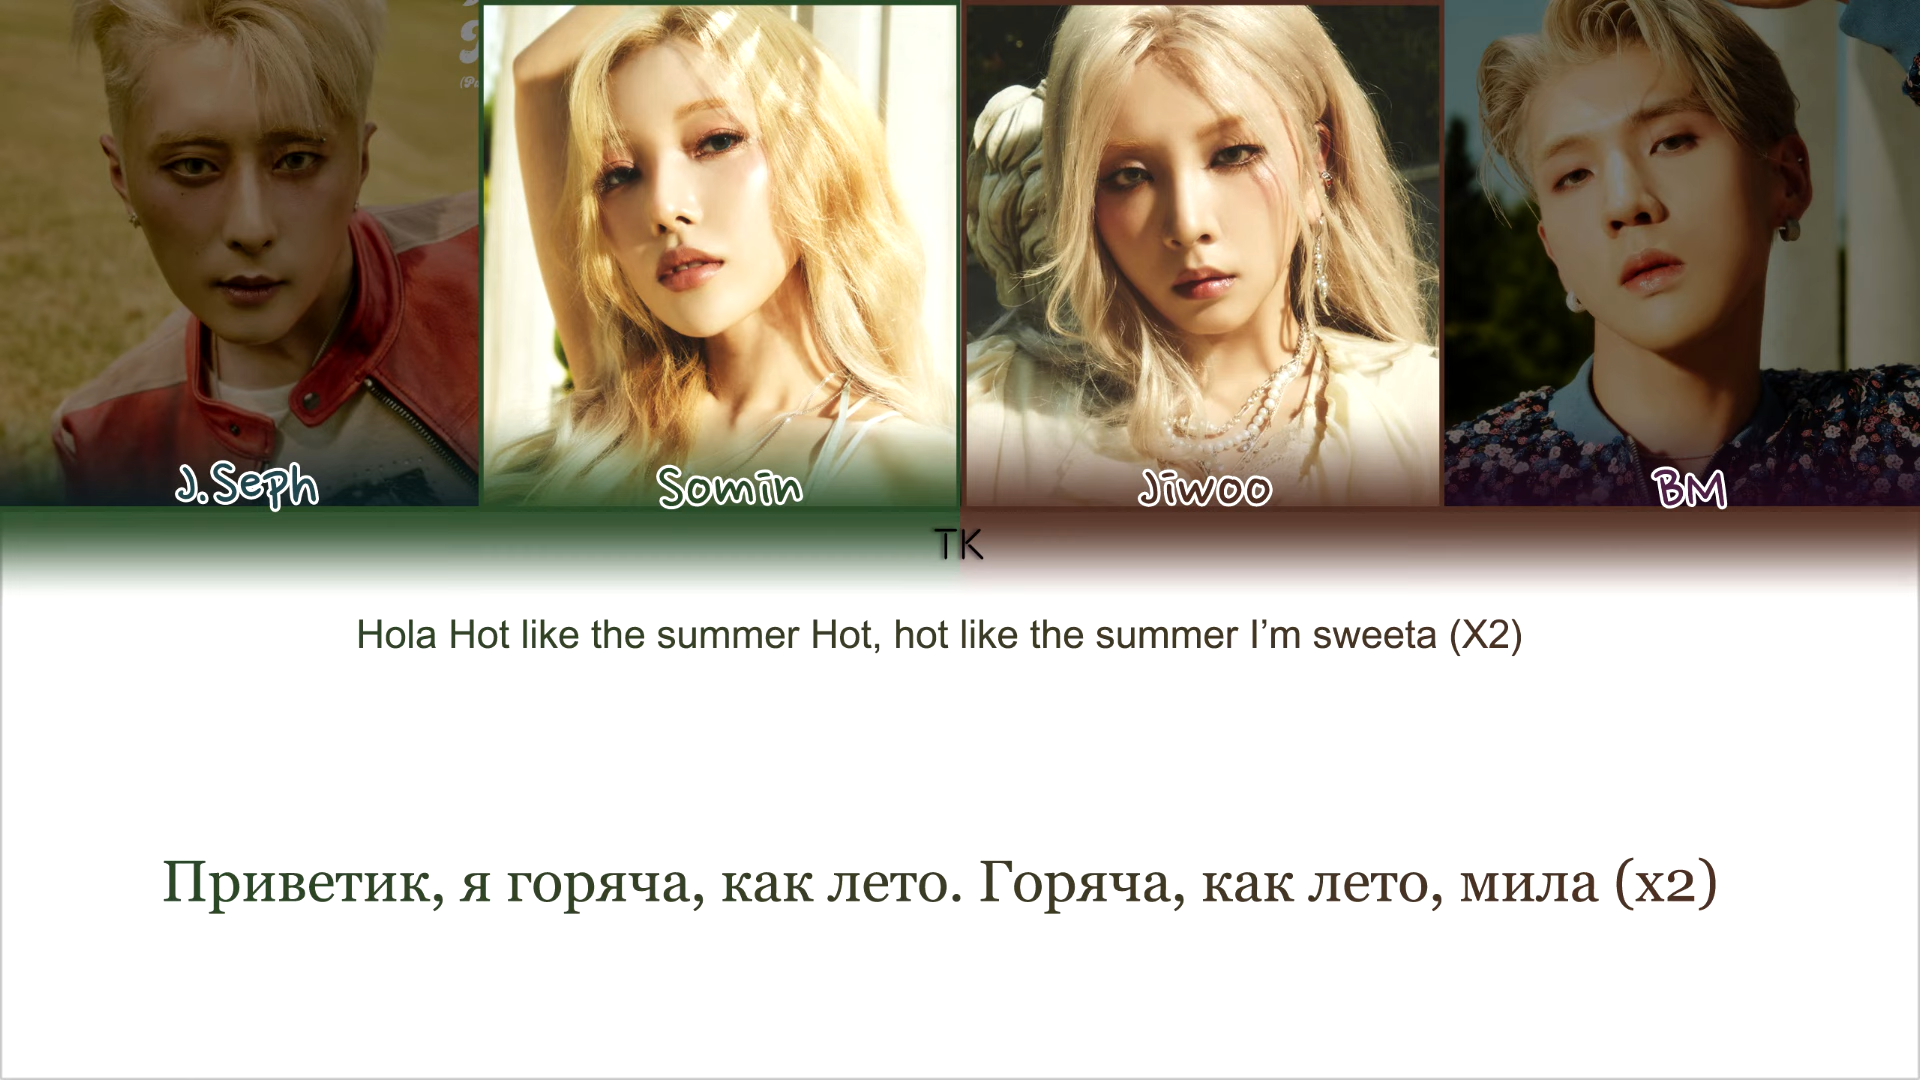 J.Seph
Somin
Jiwoo
BM
TK
Hola Hot like the summer Hot, hot like the summer I’m sweeta (X2)
Приветик, я горяча, как лето. Горяча, как лето, мила (x2)